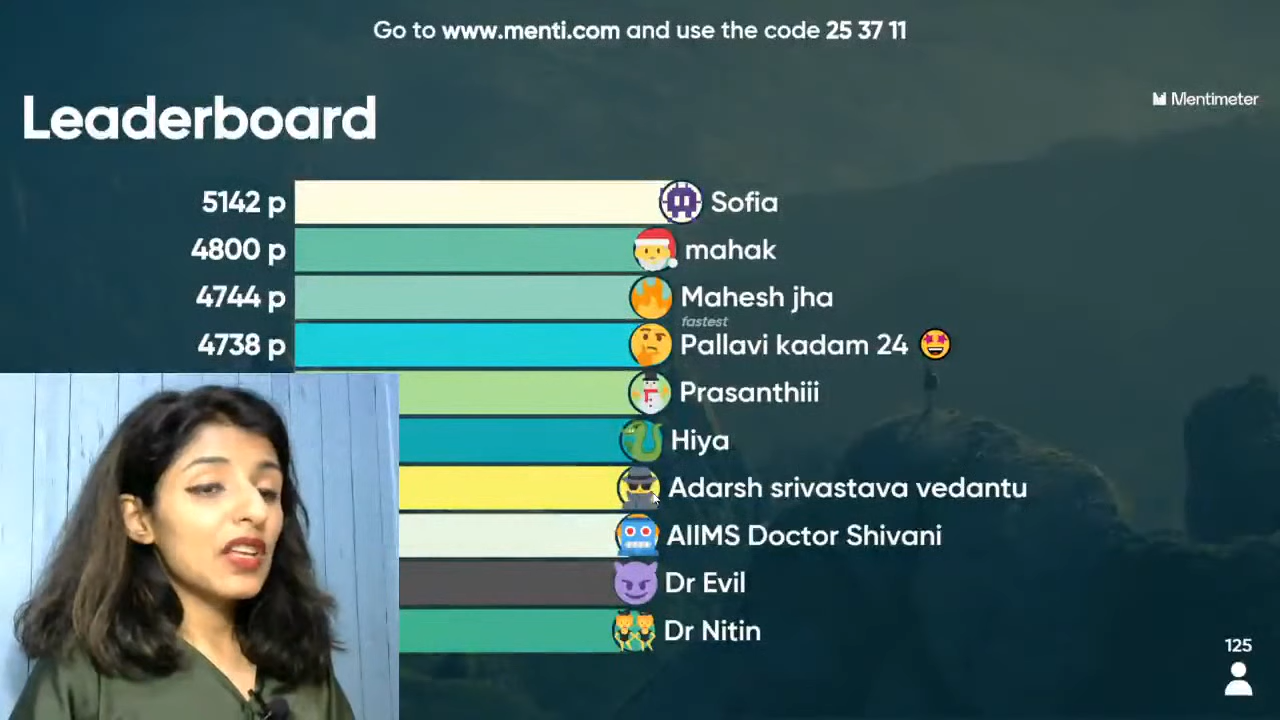 Go to www.menti.com and use the code 25 37 11
Leaderboard
Mentimeter
5142 p Sofia
4800 p mahak
4744 p Mahesh jha
fastest
4738 p Pallavi kadam 24 🤩
Prasanthiii
Hiya
Adarsh srivastava vedantu
AIIMS Doctor Shivani
Dr Evil
Dr Nitin
125